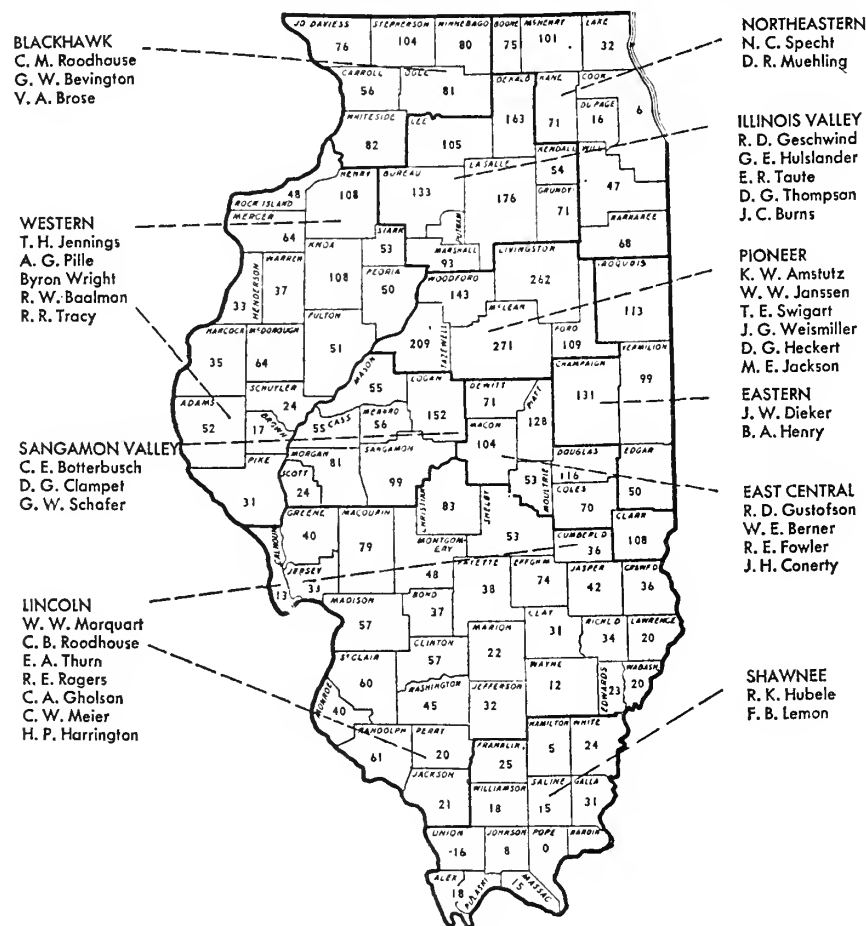 BLACKHAWK
C. M. Roodhause
G. W. Bevington
V. A. Brose
WESTERN
T. H. Jennings
A. G. Pille
Byron Wright
R. W. Baalman
R. R. Tracy
SANGAMON VALLEY
C. E. Botterbusch
D. G. Clampet
G. W. Schafer
LINCOLN
W. W. Marquart
C. B. Roodhouse
E. A. Thurn
R. E. Rogers
C. A. Gholson
C. W. Meier
H. P. Harrington
NORTHEASTERN
N. C. Specht
D. R. Muehling
ILLINOIS VALLEY
R. D. Geschwind
G. E. Hulslander
E. R. Taute
D. G. Thompson
J. C. Burns
PIONEER
K. W. Amstutz
W. W. Janssen
T. E. Swigart
J. G. Weismiller
D. G. Heckert
M. E. Jackson
EASTERN
J. W. Dieker
B. A. Henry
EAST CENTRAL
R. D. Gustofson
W. E. Berner
R. E. Fowler
J. H. Conerty
SHAWNEE
R. K. Hubele
F. B. Lemon
JO DAVIESS 76
STEPHENSON 104
WINNEBAGO 80
BOONE 75
McHENRY 101
LAKE 32
CARROLL 56
OGLE 81
DEKALB 163
KANE 71
COOK 6
DU PAGE 16
WHITESIDE 82
LEE 105
KENDALL 54
WILL 47
ROCK ISLAND 48
HENRY 108
BUREAU 133
LA SALLE 176
GRUNDY 71
MERCER 64
STARK 53
PUTNAM
MARSHALL 93
LIVINGSTON 262
KANKAKEE 68
HENDERSON 33
WARREN 37
KNOX 108
PEORIA 50
WOODFORD 143
IROQUOIS 113
HANCOCK 35
McDONOUGH 64
FULTON 51
TAZEWELL 209
McLEAN 271
FORD 109
VERMILION 99
ADAMS 52
SCHUYLER 24
MASON 55
LOGAN 152
DEWITT 71
PIATT 128
CHAMPAIGN 131
BROWN 17
CASS 55
MENARD 56
MACON 104
PIKE 31
SCOTT 24
MORGAN 81
SANGAMON 99
CHRISTIAN 83
SHELBY 53
MOULTRIE 53
DOUGLAS 116
EDGAR 50
COLES 70
CALHOUN 13
GREENE 40
JERSEY 33
MACOUPIN 79
MONTGOMERY 48
CUMBERLD 36
CLARK 108
MADISON 57
BOND 37
FAYETTE 38
EFFGHM 74
JASPER 42
CRAWFD 36
CLINTON 57
MARION 22
CLAY 31
RICHLD 34
LAWRENCE 20
ST CLAIR 60
MONROE 40
WASHINGTON 45
JEFFERSON 32
WAYNE 12
EDWARDS 23
WABASH 20
RANDOLPH 61
PERRY 20
FRANKLIN 25
HAMILTON 5
WHITE 24
JACKSON 21
WILLIAMSON 18
SALINE 15
GALLA 31
UNION 16
JOHNSON 8
POPE 0
HARDIN
ALEX 18
PULASKI
MASSAC 15